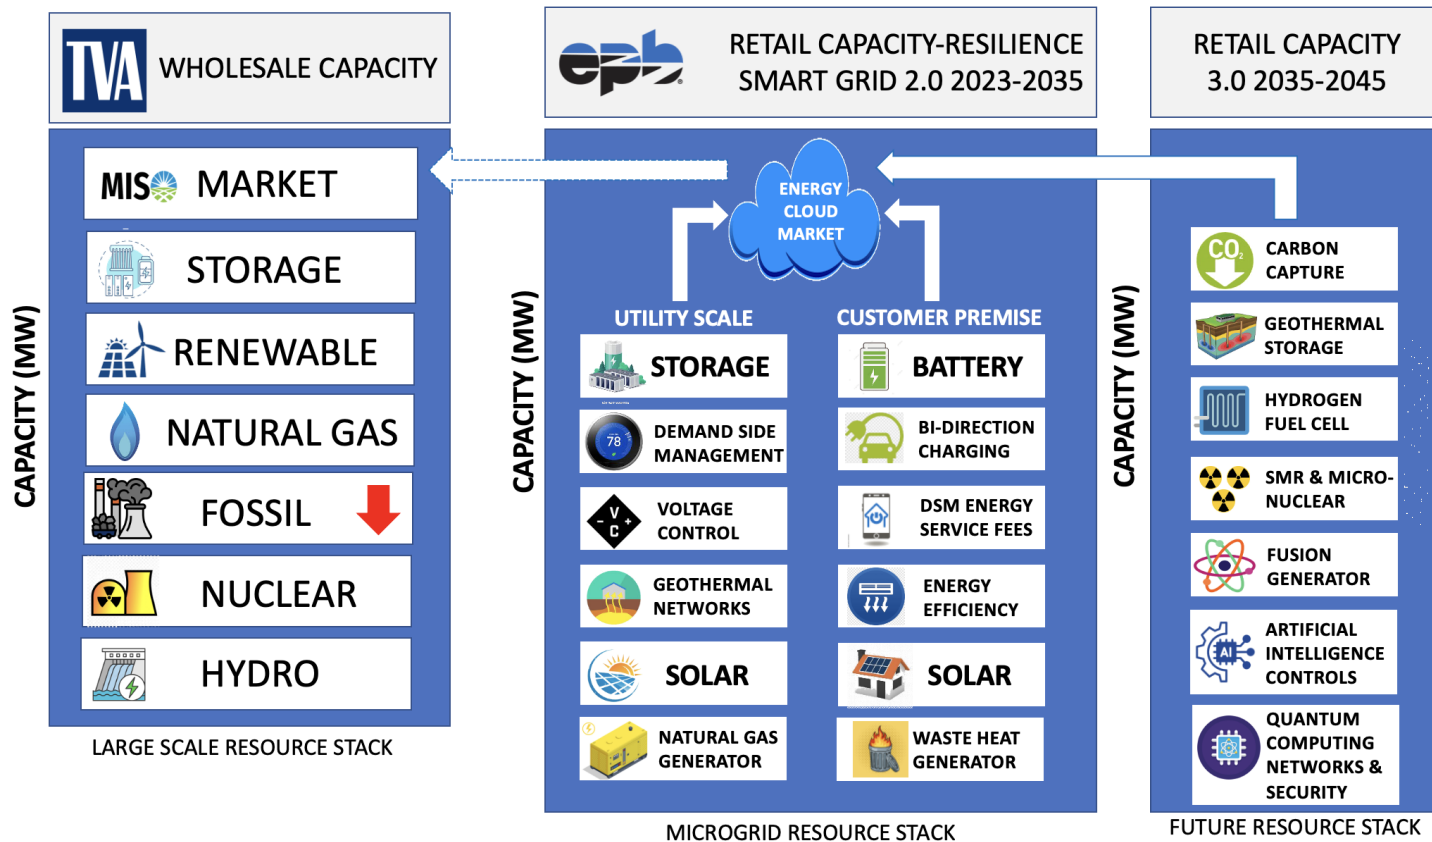 TVA
WHOLESALE CAPACITY
CAPACITY (MW)
MISO MARKET
STORAGE
RENEWABLE
NATURAL GAS
FOSSIL
NUCLEAR
HYDRO
LARGE SCALE RESOURCE STACK
epb
RETAIL CAPACITY-RESILIENCE
SMART GRID 2.0 2023-2035
CAPACITY (MW)
ENERGY
CLOUD
MARKET
UTILITY SCALE
STORAGE
78
DEMAND SIDE
MANAGEMENT
V
- +
C
VOLTAGE
CONTROL
GEOTHERMAL
NETWORKS
SOLAR
NATURAL GAS
GENERATOR
CUSTOMER PREMISE
BATTERY
BI-DIRECTION
CHARGING
DSM ENERGY
SERVICE FEES
ENERGY
EFFICIENCY
SOLAR
WASTE HEAT
GENERATOR
MICROGRID RESOURCE STACK
RETAIL CAPACITY
3.0 2035-2045
CAPACITY (MW)
CO2
CARBON
CAPTURE
GEOTHERMAL
STORAGE
HYDROGEN
FUEL CELL
SMR & MICRO-
NUCLEAR
FUSION
GENERATOR
AI
ARTIFICIAL
INTELLIGENCE
CONTROLS
QUANTUM
COMPUTING
NETWORKS &
SECURITY
FUTURE RESOURCE STACK